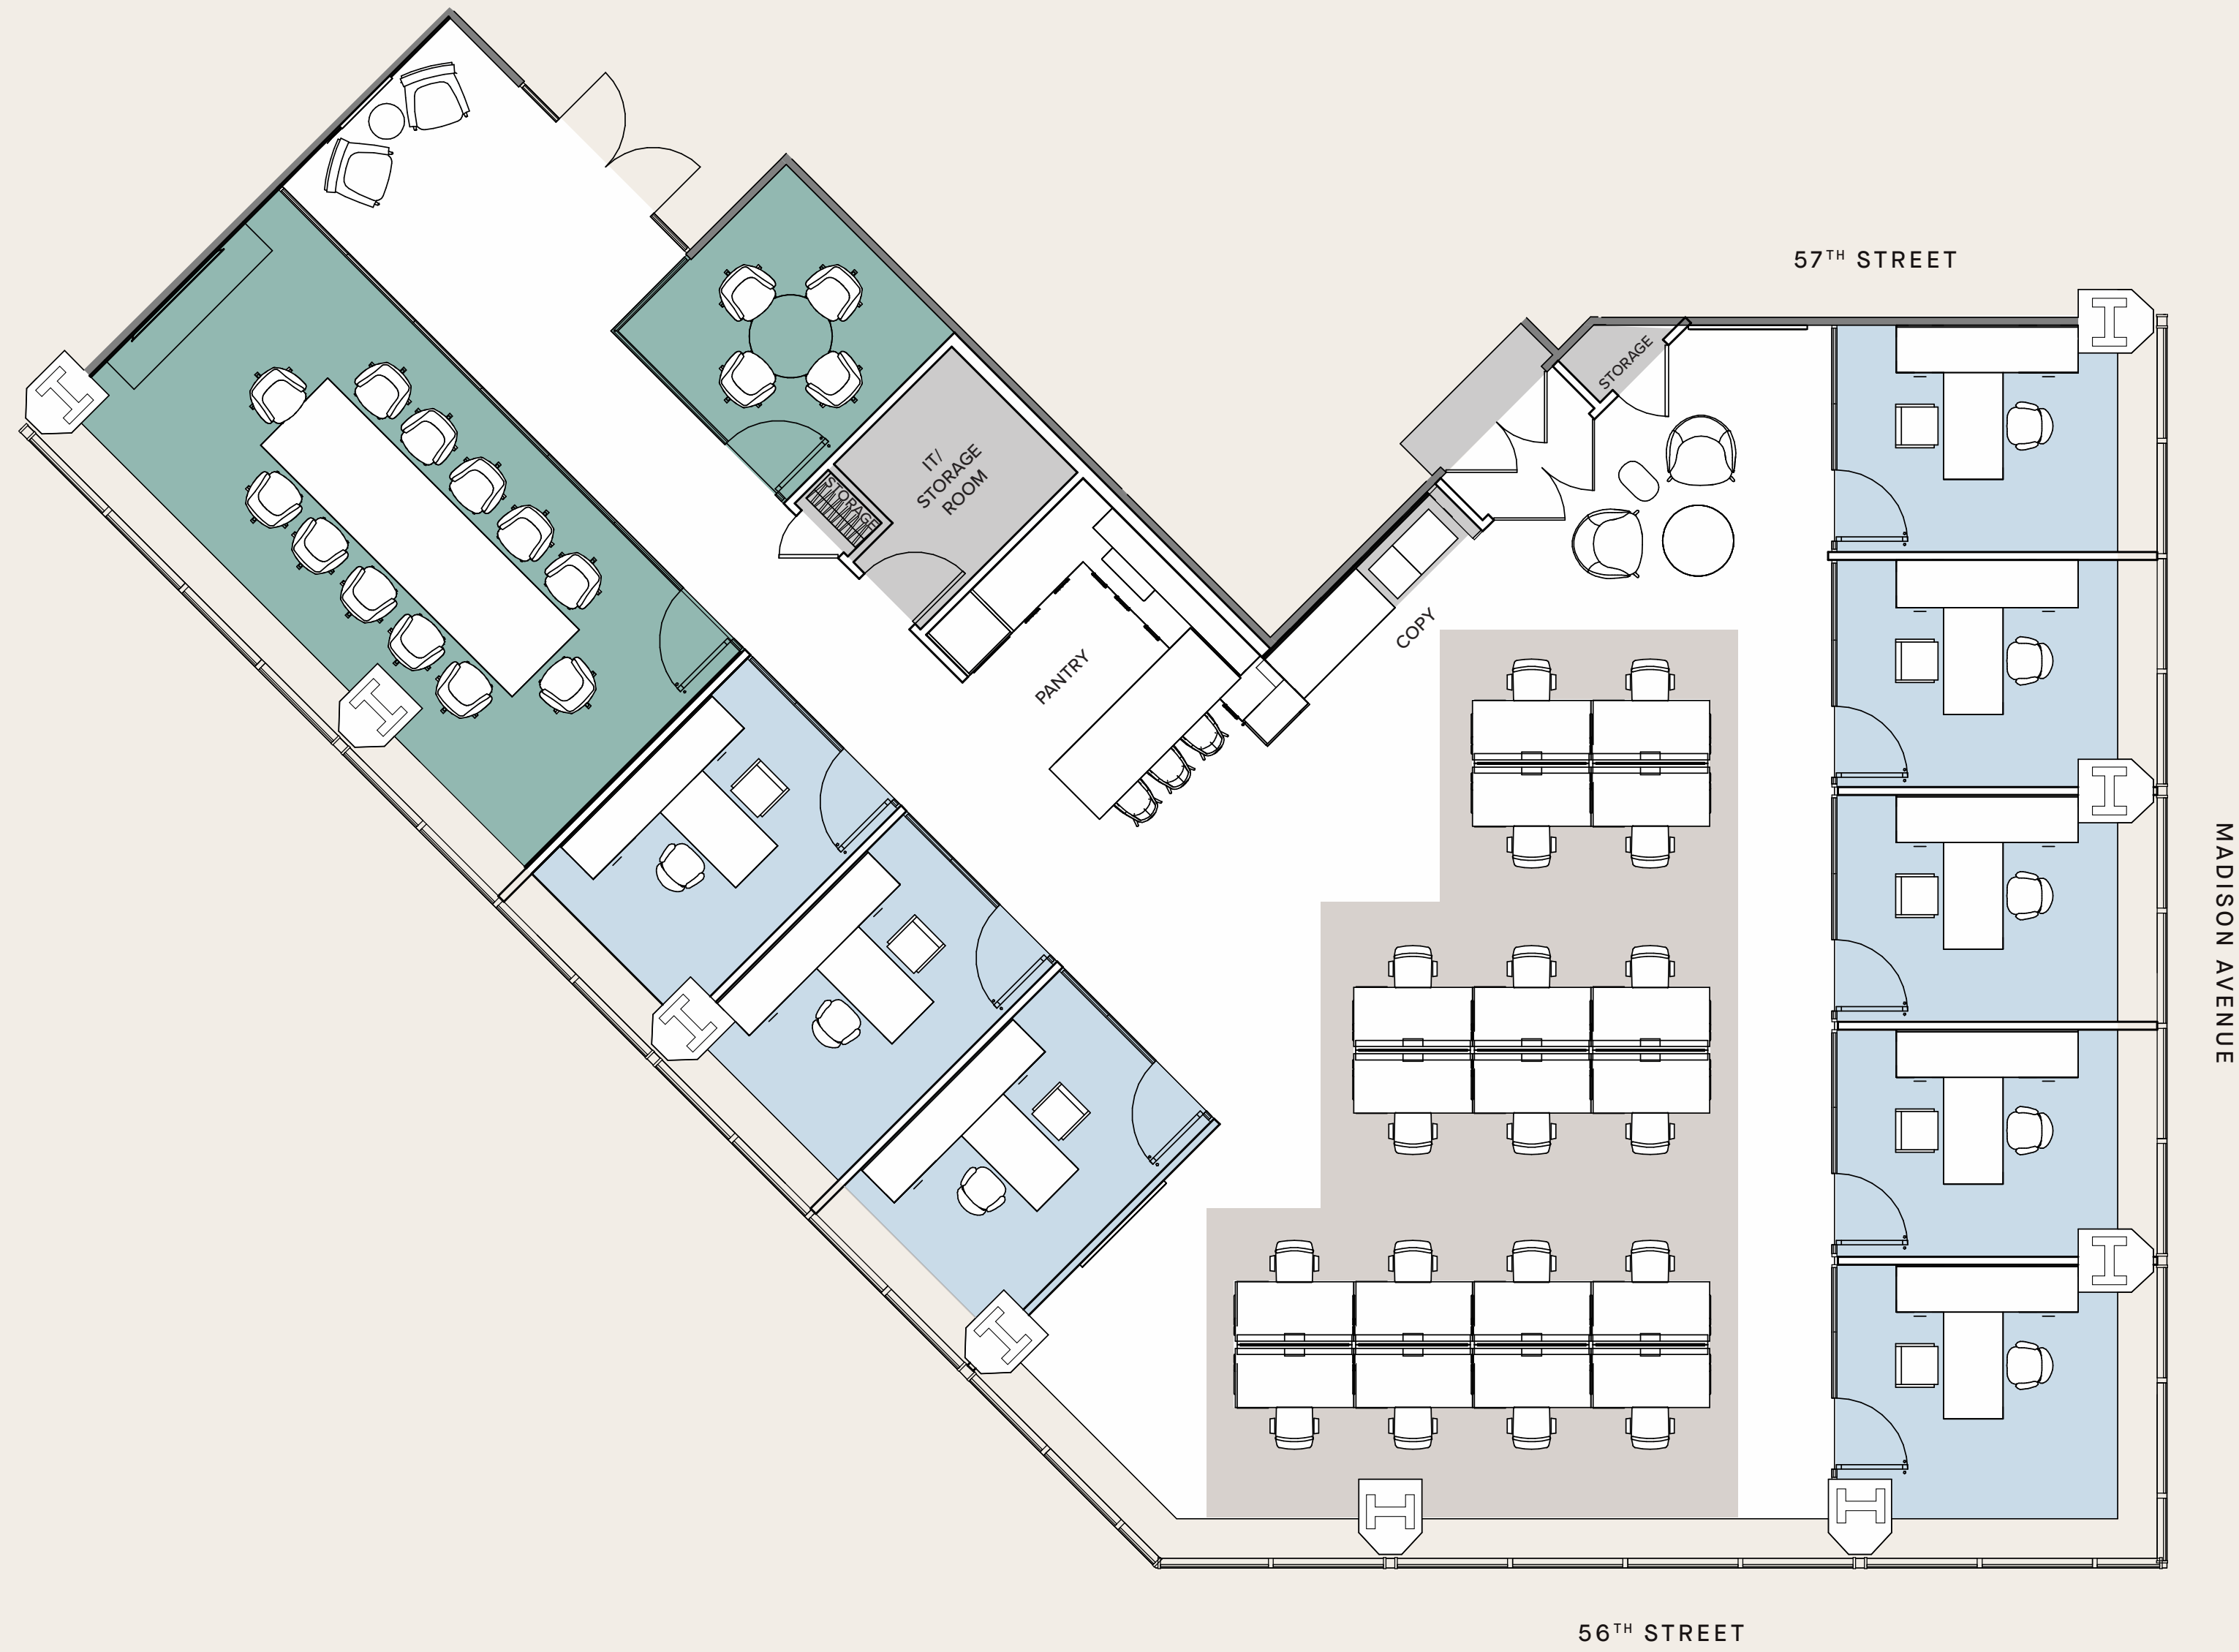 57TH STREET
STORAGE
IT/
STORAGE
ROOM
STORAGE
COPY
PANTRY
MADISON AVENUE
56TH STREET